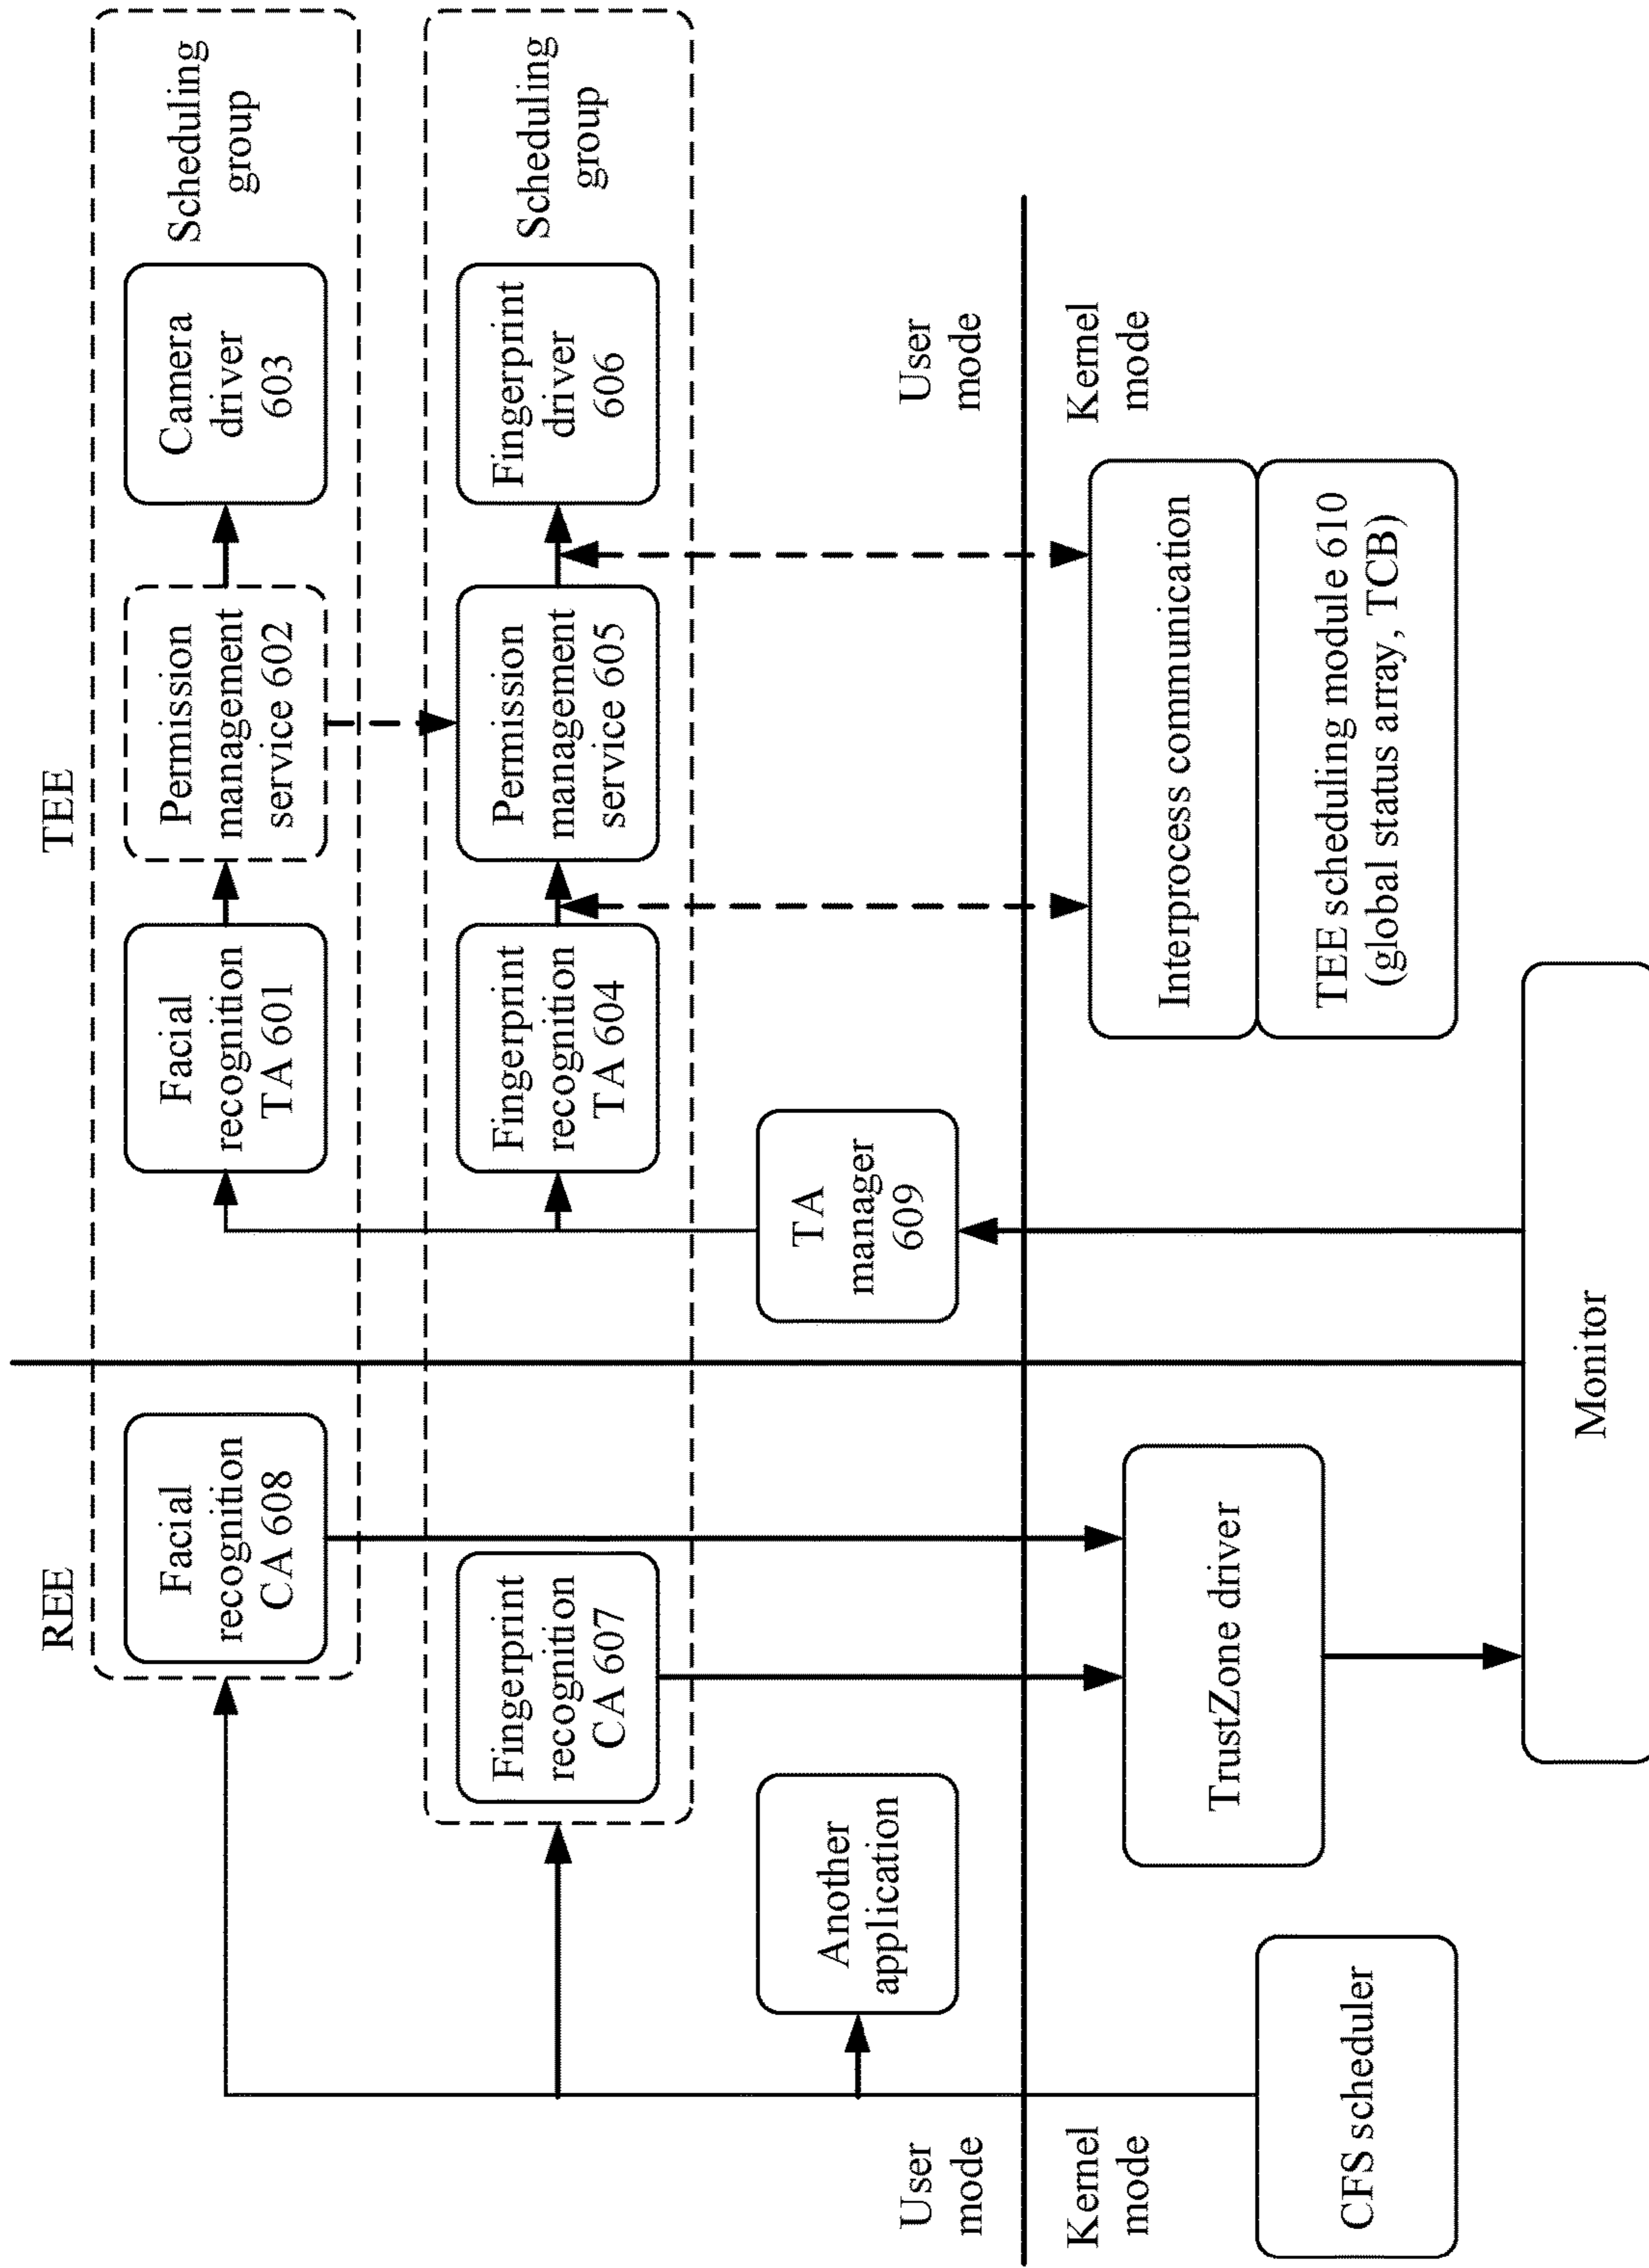 REE
TEE
Facial
recognition
CA 608
Facial
recognition
TA 601
Permission
management
service 602
Camera
driver
603
Scheduling
group
Fingerprint
recognition
CA 607
Fingerprint
recognition
TA 604
Permission
management
service 605
Fingerprint
driver
606
Scheduling
group
Another
application
TA
manager
609
User
mode
User
mode
Kernel
mode
Kernel
mode
TrustZone driver
Interprocess communication
TEE scheduling module 610
(global status array, TCB)
CFS scheduler
Monitor